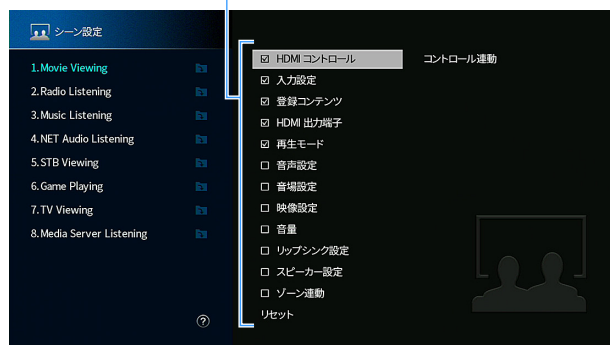 シーン設定
1.Movie Viewing
2.Radio Listening
3.Music Listening
4.NET Audio Listening
5.STB Viewing
6.Game Playing
7.TV Viewing
8.Media Server Listening
?
HDMI コントロール コントロール連動
入力設定
登録コンテンツ
HDMI 出力端子
再生モード
音声設定
音場設定
映像設定
音量
リップシンク設定
スピーカー設定
ゾーン連動
リセット